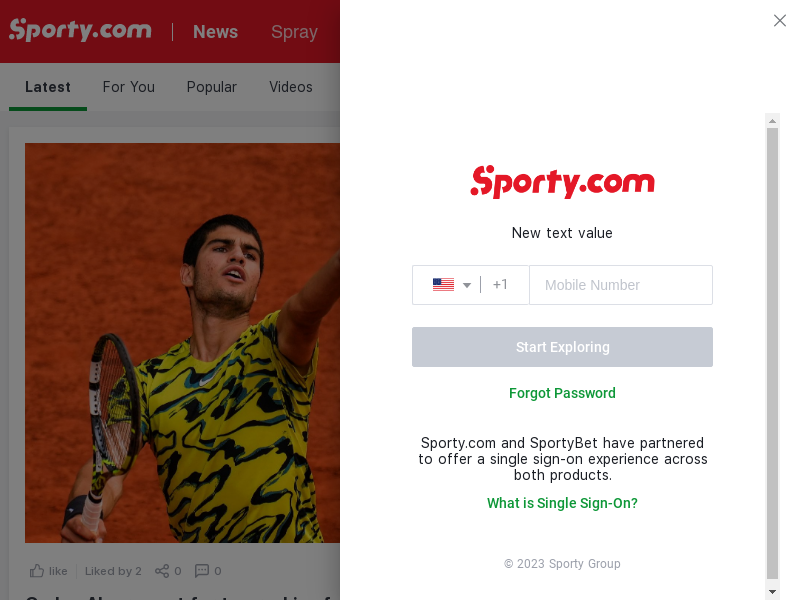 Sporty.com
News
Spray
Latest
For You
Popular
Videos
like
Liked by 2
0
0
Sporty.com
New text value
+1
Mobile Number
Start Exploring
Forgot Password
Sporty.com and SportyBet have partnered
to offer a single sign-on experience across
both products.
What is Single Sign-On?
© 2023 Sporty Group